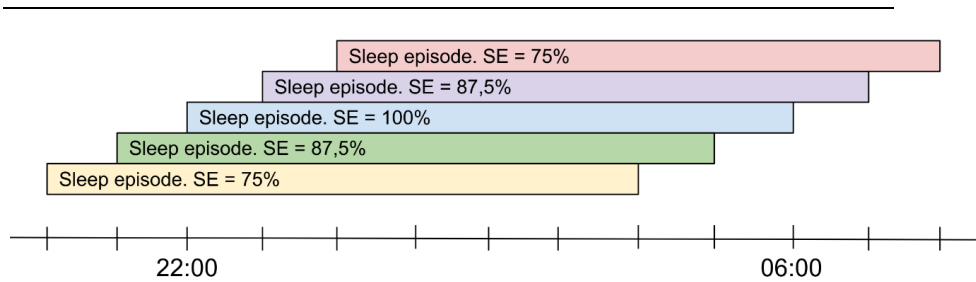 Sleep episode. SE = 75%
Sleep episode. SE = 87,5%
Sleep episode. SE = 100%
Sleep episode. SE = 87,5%
Sleep episode. SE = 75%
22:00 06:00